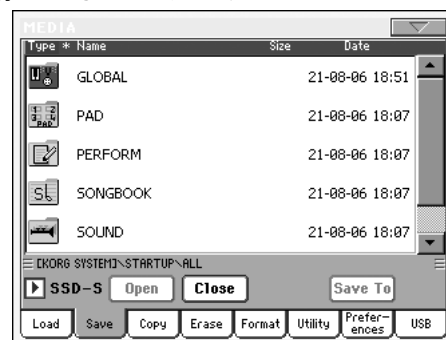 MEDIA
Type * Name Size Date
GLOBAL 21-08-06 18:51
PAD PAD 21-08-06 18:07
PERFORM 21-08-06 18:07
SL SONGBOOK 21-08-06 18:07
SOUND 21-08-06 18:07
[KORG SYSTEM]\STARTUP\ALL
SSD-S Open Close Save To
Load Save Copy Erase Format Utility Prefer-
ences USB